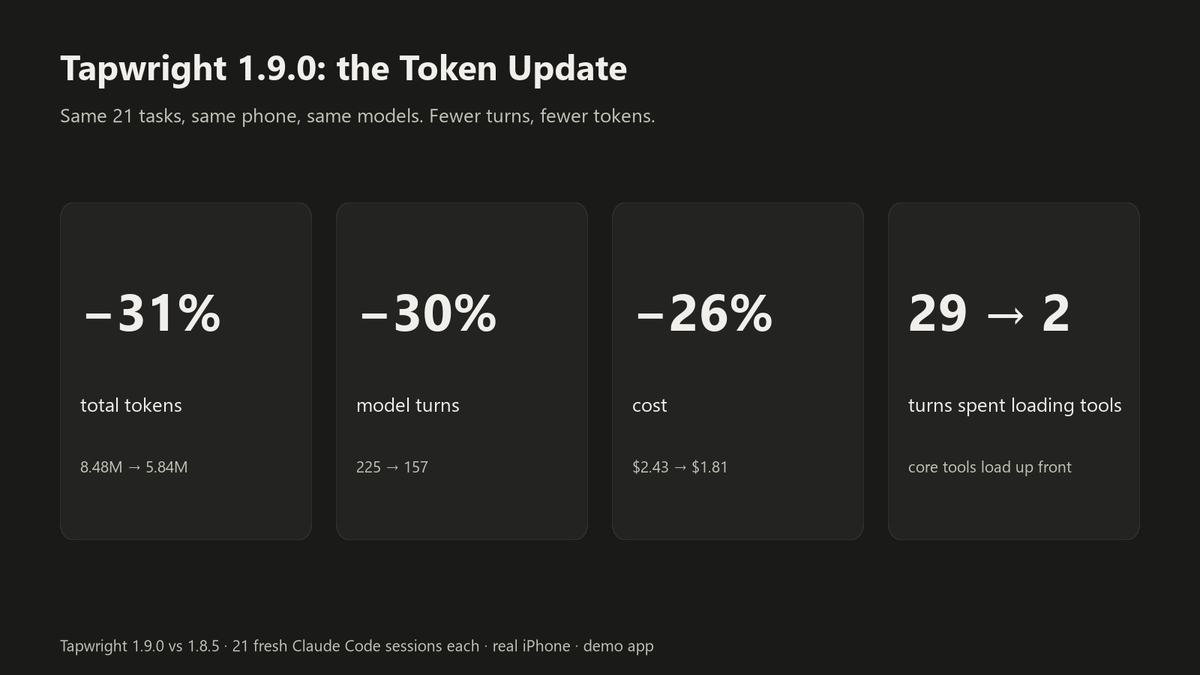 Tapwright 1.9.0: the Token Update
Same 21 tasks, same phone, same models. Fewer turns, fewer tokens.
−31%
total tokens
8.48M → 5.84M
−30%
model turns
225 → 157
−26%
cost
$2.43 → $1.81
29 → 2
turns spent loading tools
core tools load up front
Tapwright 1.9.0 vs 1.8.5 · 21 fresh Claude Code sessions each · real iPhone · demo app